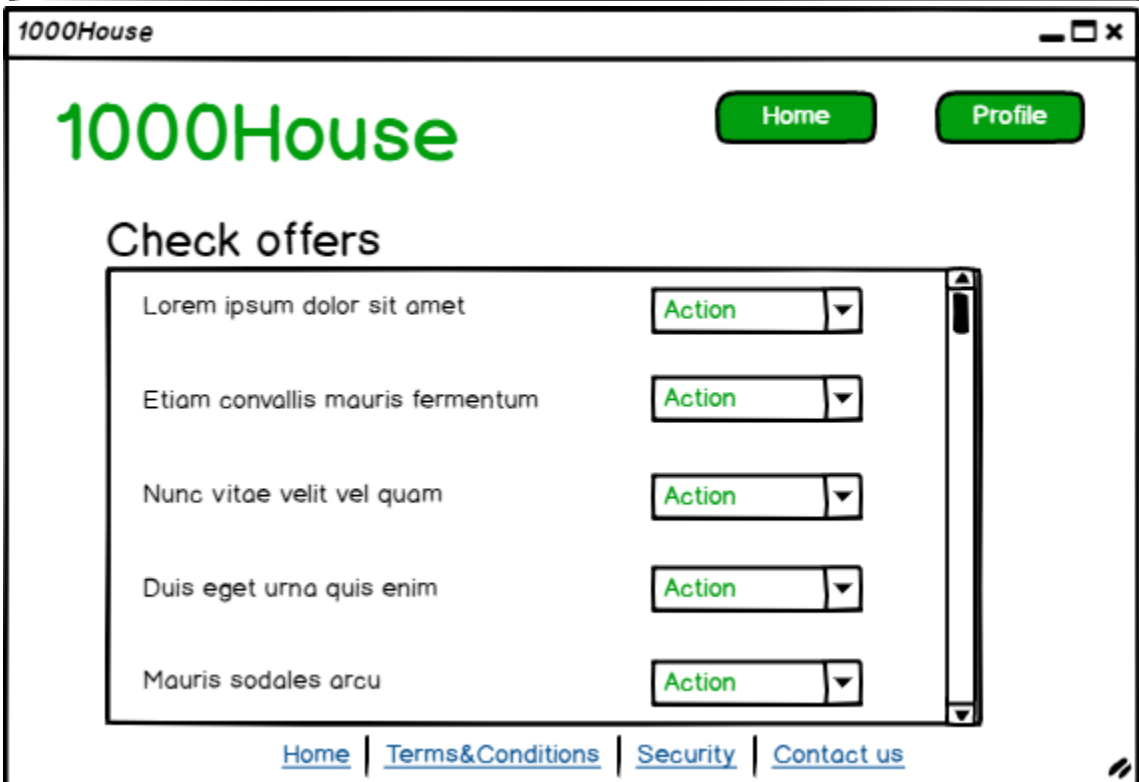 1000House
1000House
Home
Profile
Check offers
Lorem ipsum dolor sit amet
Action
Etiam convallis mauris fermentum
Action
Nunc vitae velit vel quam
Action
Duis eget urna quis enim
Action
Mauris sodales arcu
Action
Home | Terms&Conditions | Security | Contact us